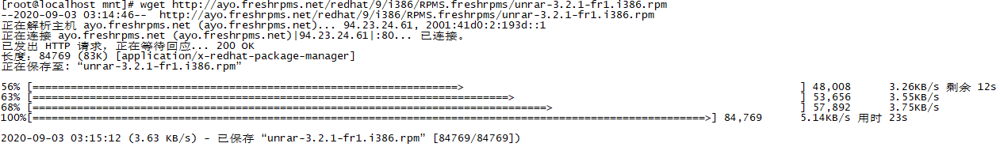 [root@localhost mnt]# wget http://ayo.freshrpms.net/redhat/9/i386/RPMS.freshrpms/unrar-3.2.1-fr1.i386.rpm
--2020-09-03 03:14:46--  http://ayo.freshrpms.net/redhat/9/i386/RPMS.freshrpms/unrar-3.2.1-fr1.i386.rpm
正在解析主机 ayo.freshrpms.net (ayo.freshrpms.net)... 94.23.24.61, 2001:41d0:2:193d::1
正在连接 ayo.freshrpms.net (ayo.freshrpms.net)|94.23.24.61|:80... 已连接。
已发出 HTTP 请求，正在等待回应... 200 OK
长度：84769 (83K) [application/x-redhat-package-manager]
正在保存至: “unrar-3.2.1-fr1.i386.rpm”
56% [===================================================================>                                                     ] 48,008      3.26KB/s 剩余 12s
63% [===========================================================================>                                             ] 53,656      3.55KB/s
68% [=================================================================================>                                       ] 57,892      3.75KB/s
100%[==========================================================================================================>] 84,769      5.14KB/s 用时 23s
2020-09-03 03:15:12 (3.63 KB/s) - 已保存 “unrar-3.2.1-fr1.i386.rpm” [84769/84769])